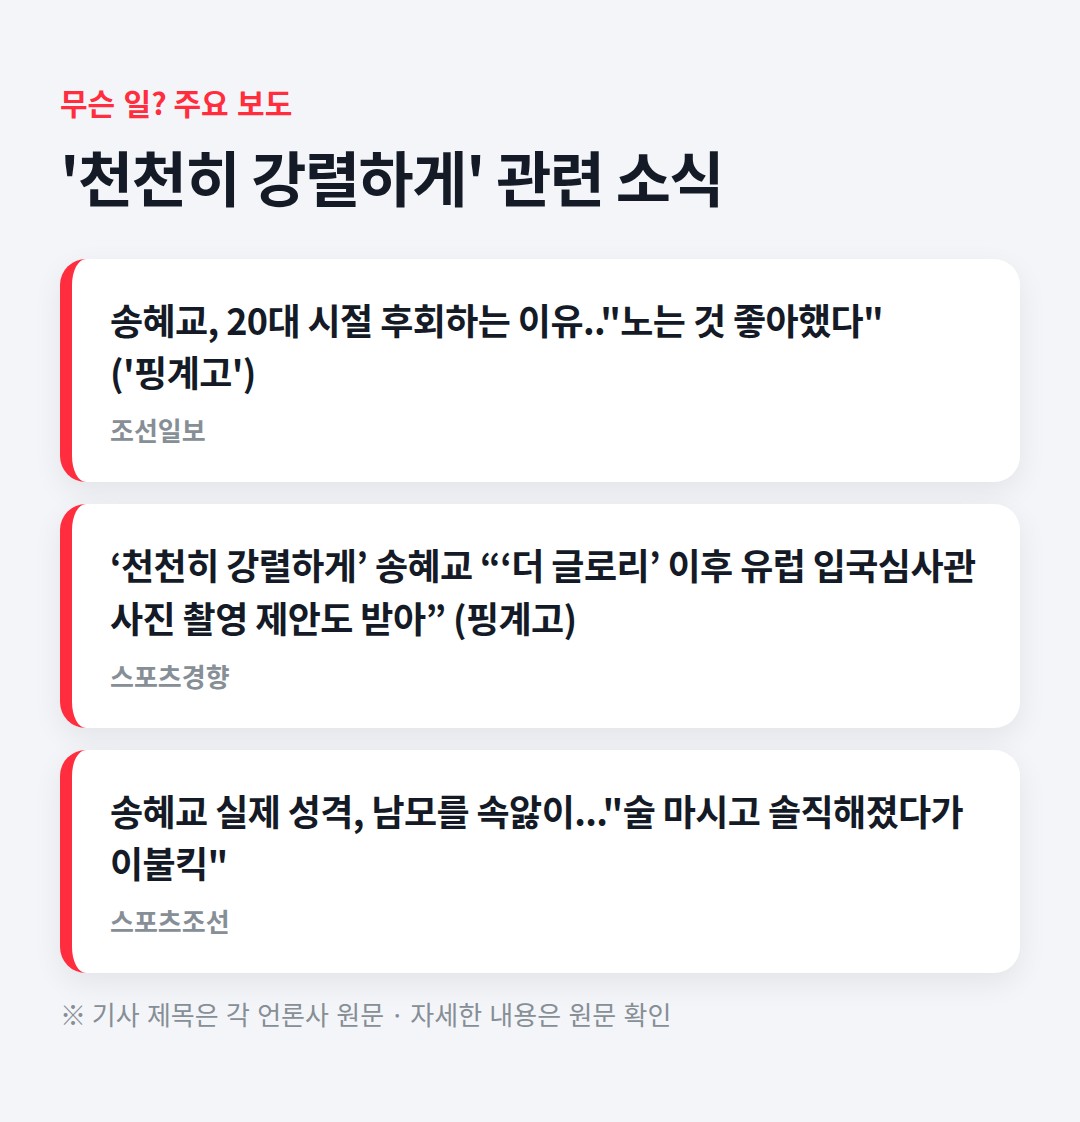 무슨 일? 주요 보도
'천천히 강렬하게' 관련 소식
송혜교, 20대 시절 후회하는 이유.."노는 것 좋아했다"
('핑계고')
조선일보
‘천천히 강렬하게’ 송혜교 “‘더 글로리’ 이후 유럽 입국심사관
사진 촬영 제안도 받아” (핑계고)
스포츠경향
송혜교 실제 성격, 남모를 속앓이..."술 마시고 솔직해졌다가
이불킥"
스포츠조선
※ 기사 제목은 각 언론사 원문 · 자세한 내용은 원문 확인